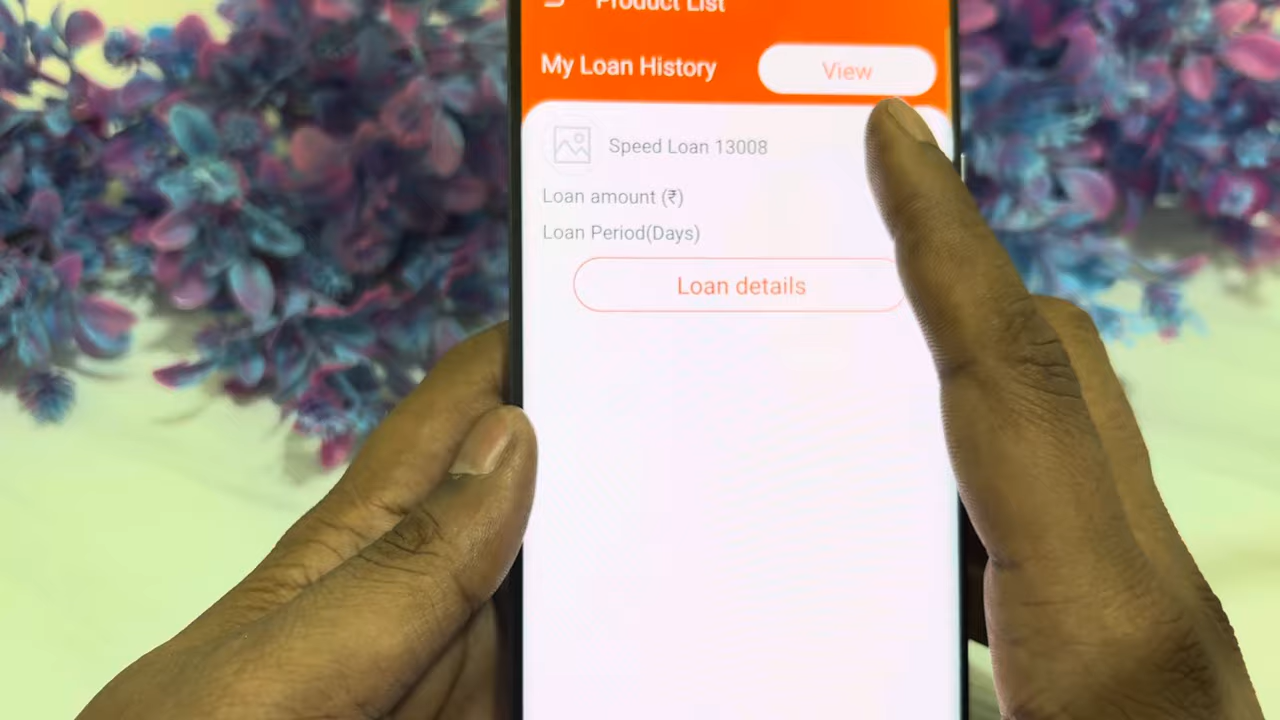 Product List
My Loan History
View
Speed Loan 13008
Loan amount (₹)
Loan Period(Days)
Loan details